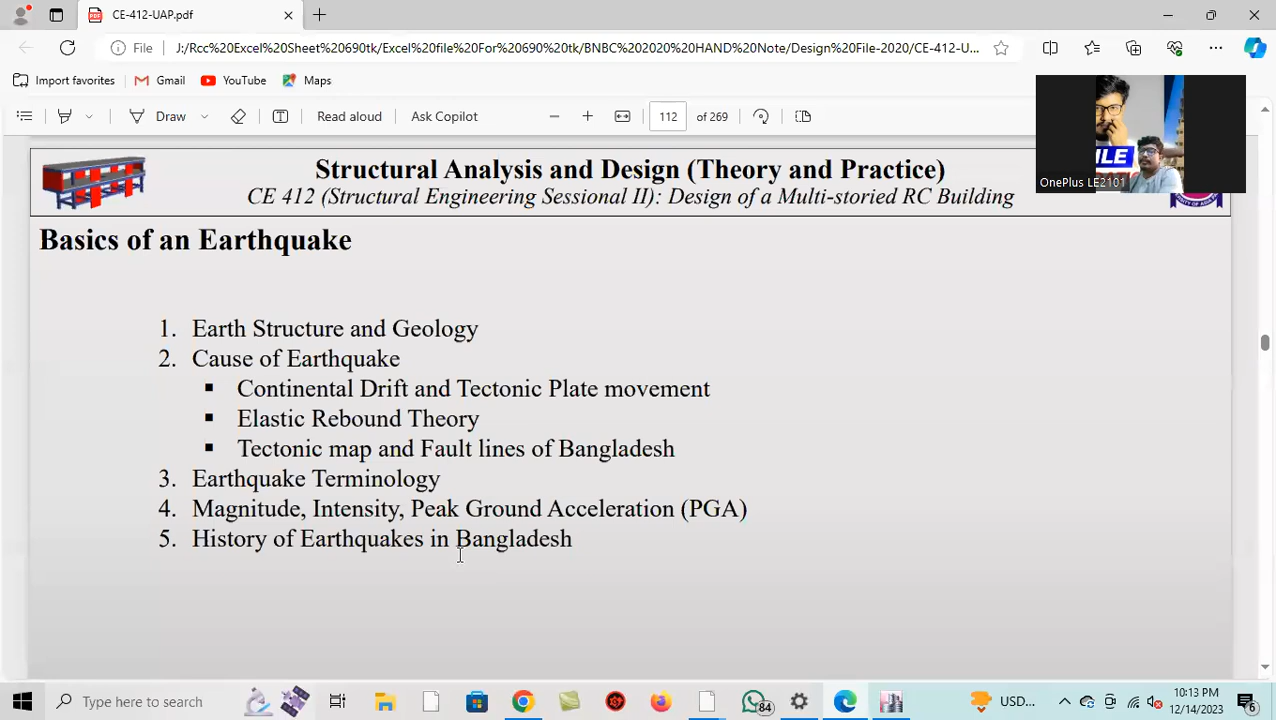 CE-412-UAP.pdf
File
J:/Rcc%20Excel%20Sheet%20690tk/Excel%20file%20For%20690%20tk/BNBC%202020%20HAND%20Note/Design%20File-2020/CE-412-U...
Import favorites
Gmail
YouTube
Maps
Draw
Read aloud
Ask Copilot
112 of 269
ILE
OnePlus LE2101
Structural Analysis and Design (Theory and Practice)
CE 412 (Structural Engineering Sessional II): Design of a Multi-storied RC Building
Basics of an Earthquake
1. Earth Structure and Geology
2. Cause of Earthquake
▪ Continental Drift and Tectonic Plate movement
▪ Elastic Rebound Theory
▪ Tectonic map and Fault lines of Bangladesh
3. Earthquake Terminology
4. Magnitude, Intensity, Peak Ground Acceleration (PGA)
5. History of Earthquakes in Bangladesh
Type here to search
84
USD...
10:13 PM
12/14/2023
6